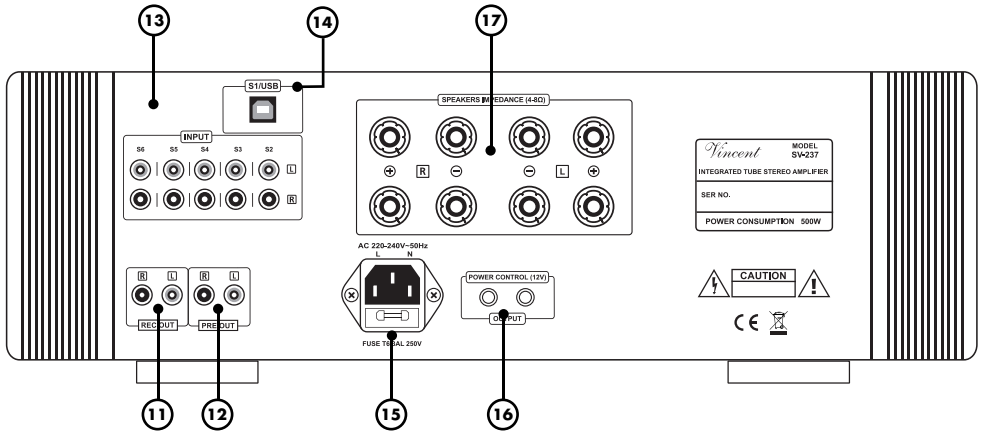 13
14
17
S1/USB
SPEAKERS IMPEDANCE (4-8Ω)
INPUT
S6 S5 S4 S3 S2
L
R
+ R − − L +
Vincent MODEL SV-237
INTEGRATED TUBE STEREO AMPLIFIER
SER NO.
POWER CONSUMPTION 500W
AC 220-240V~50Hz
L N
R L R L
REC OUT PRE OUT
POWER CONTROL (12V)
OUTPUT
FUSE T6.3AL 250V
CAUTION
CE
11 12 15 16